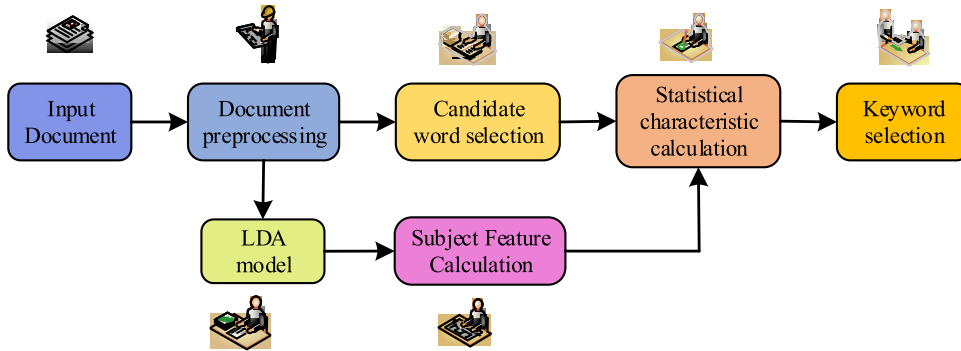 Input
Document
Document
preprocessing
Candidate
word selection
Statistical
characteristic
calculation
Keyword
selection
LDA
model
Subject Feature
Calculation